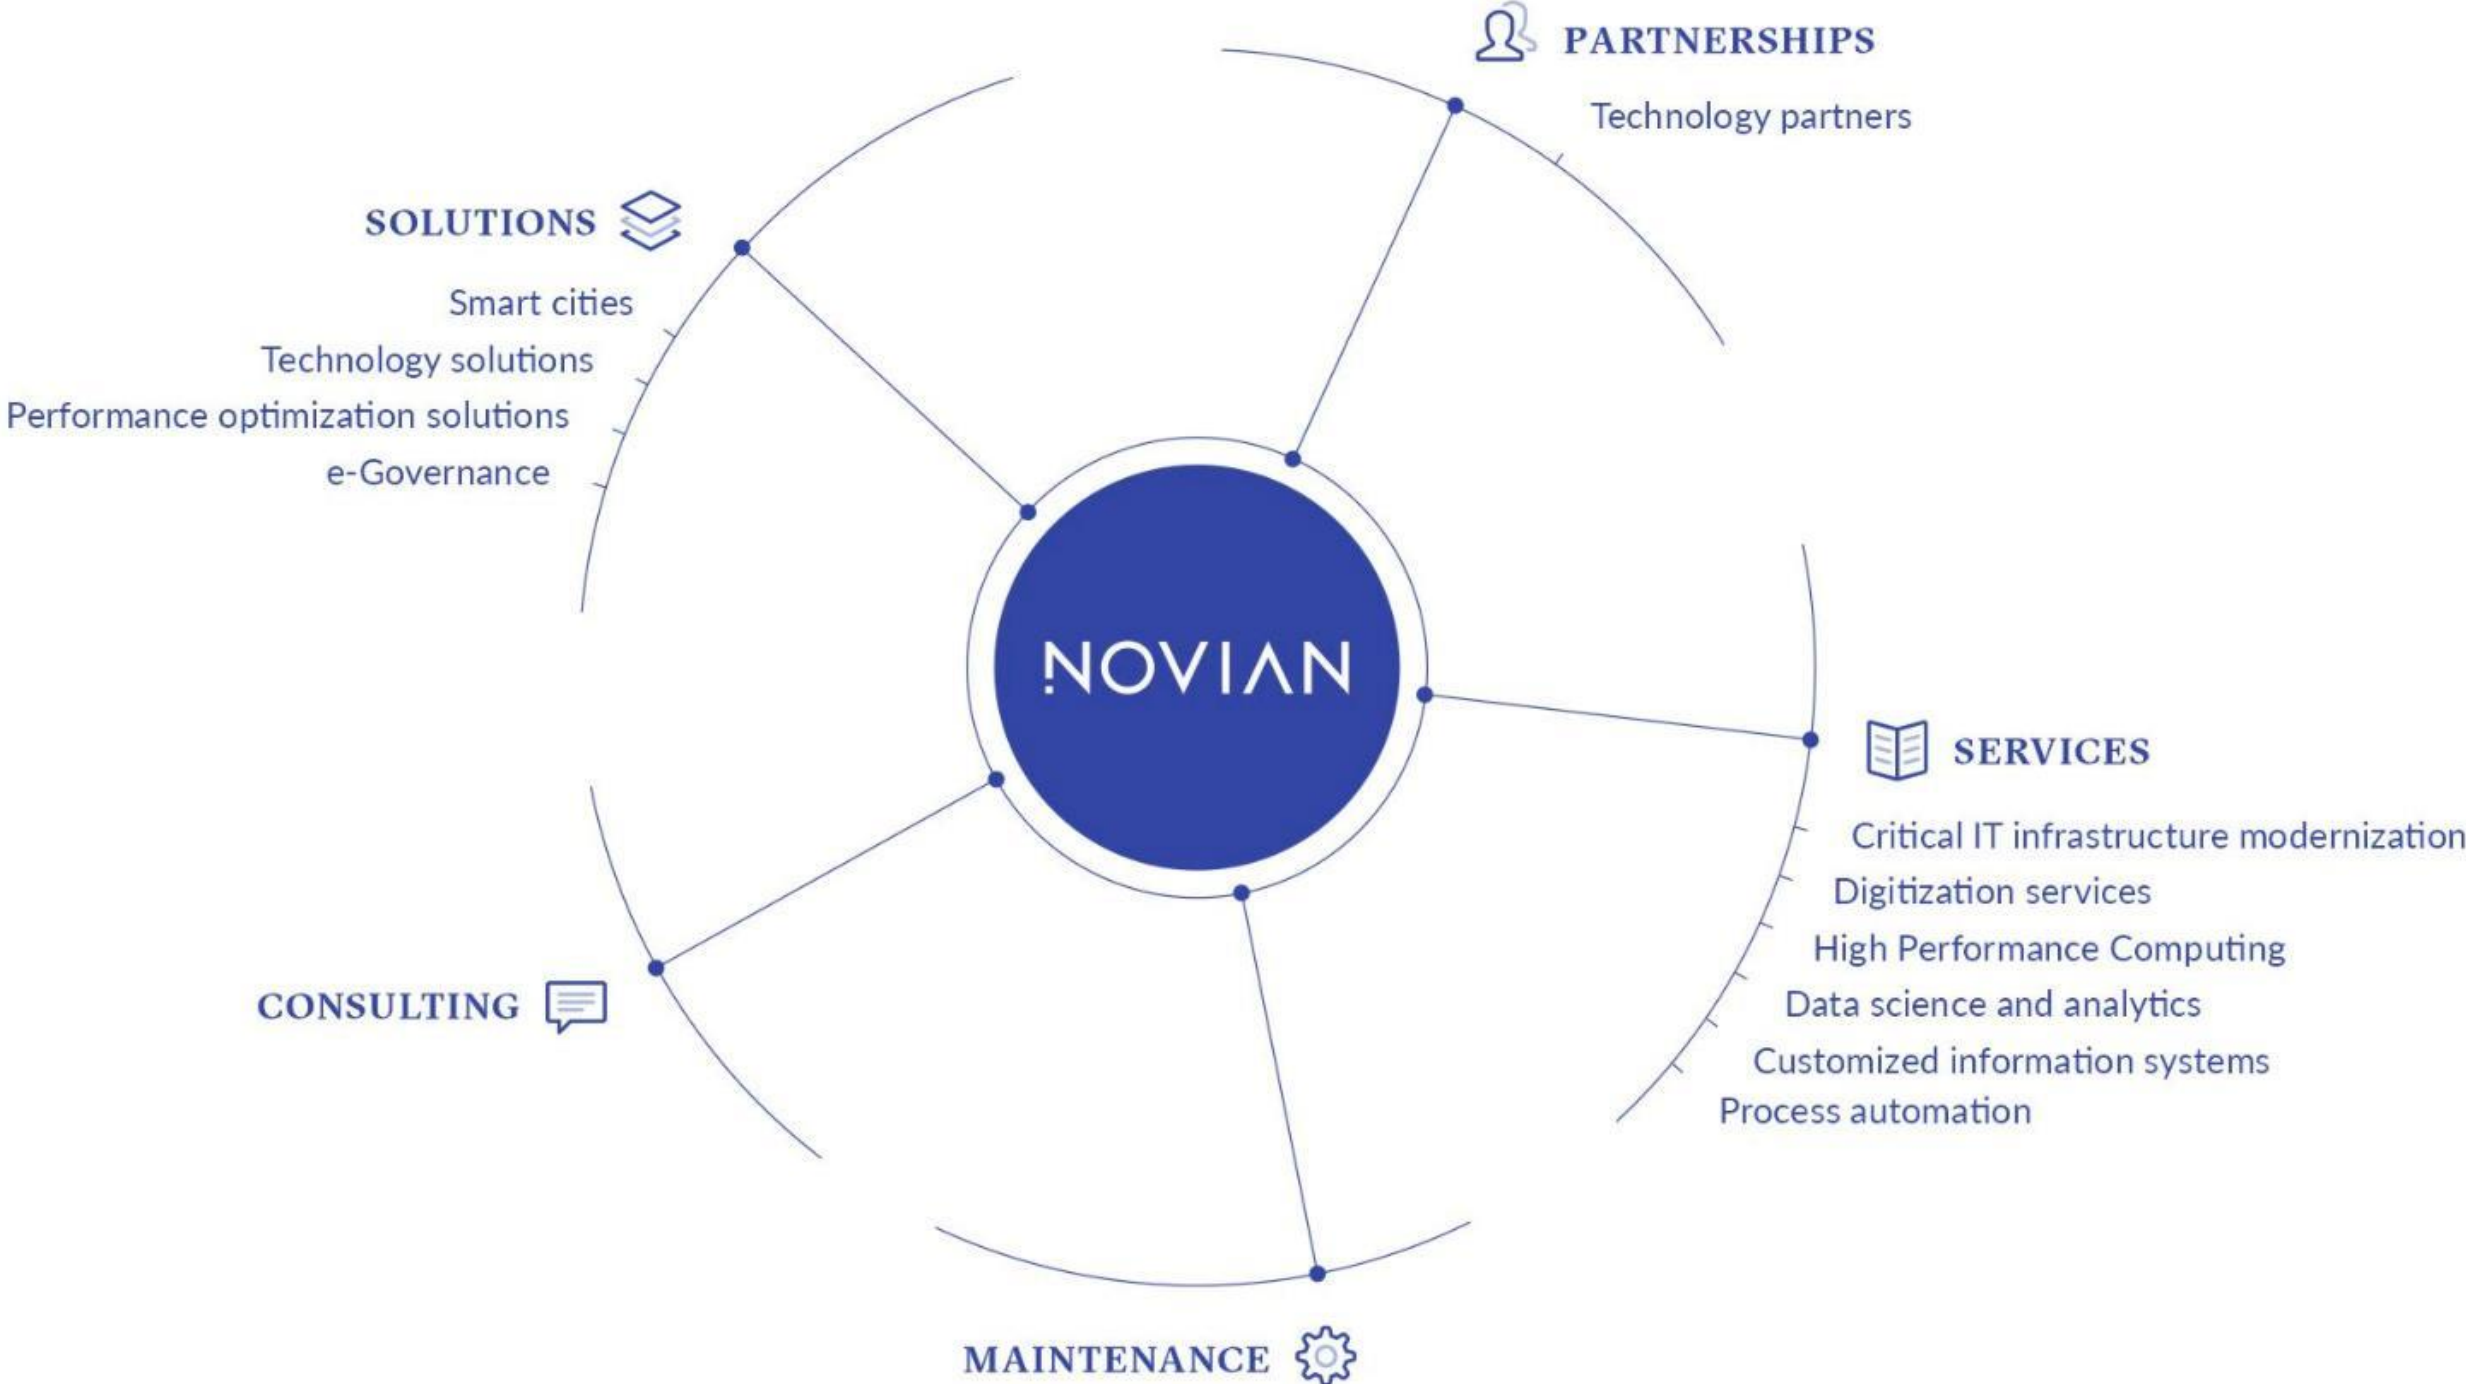 PARTNERSHIPS
Technology partners
SOLUTIONS
Smart cities
Technology solutions
Performance optimization solutions
e-Governance
NOVIAN
SERVICES
Critical IT infrastructure modernization
Digitization services
High Performance Computing
Data science and analytics
Customized information systems
Process automation
CONSULTING
MAINTENANCE